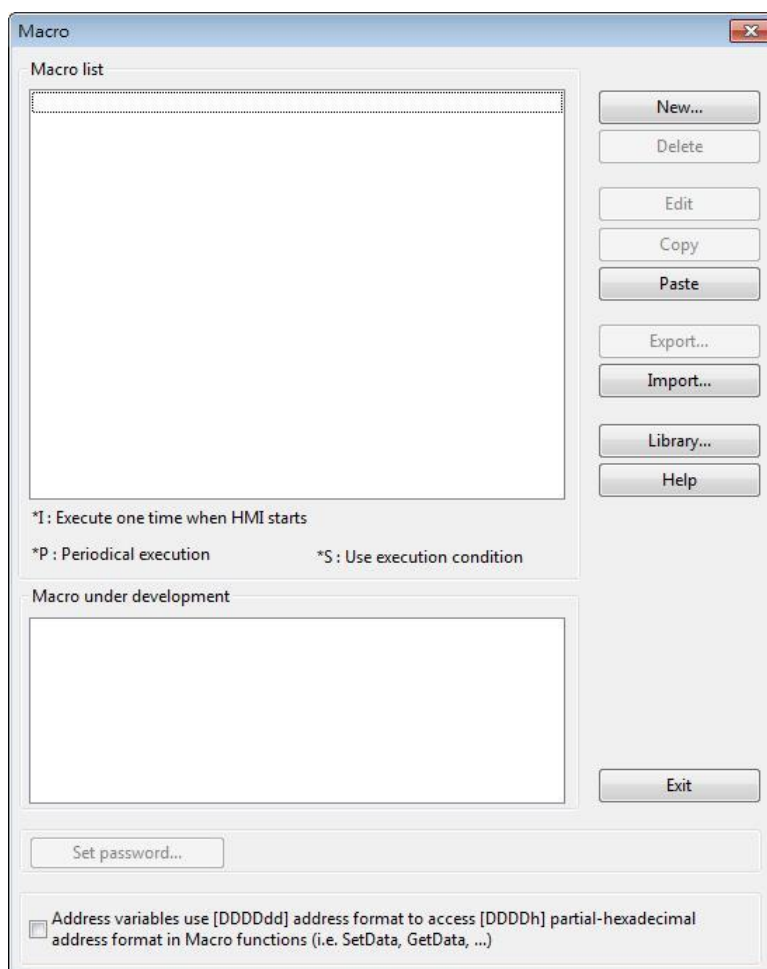 Macro
Macro list
New...
Delete
Edit
Copy
Paste
Export...
Import...
Library...
Help
*I : Execute one time when HMI starts
*P : Periodical execution
*S : Use execution condition
Macro under development
Exit
Set password...
Address variables use [DDDDdd] address format to access [DDDDh] partial-hexadecimal
address format in Macro functions (i.e. SetData, GetData, ...)